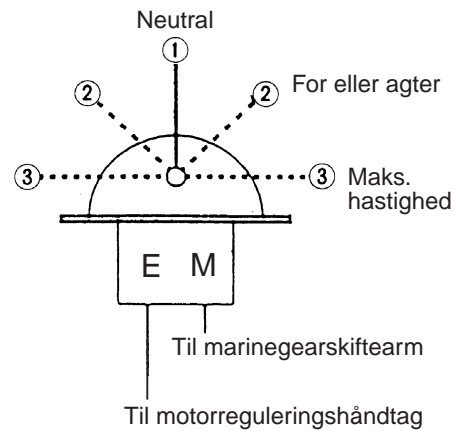 Neutral
①
② ② For eller agter
③ ③ Maks.
hastighed
E M
Til marinegearskiftearm
Til motorreguleringshåndtag